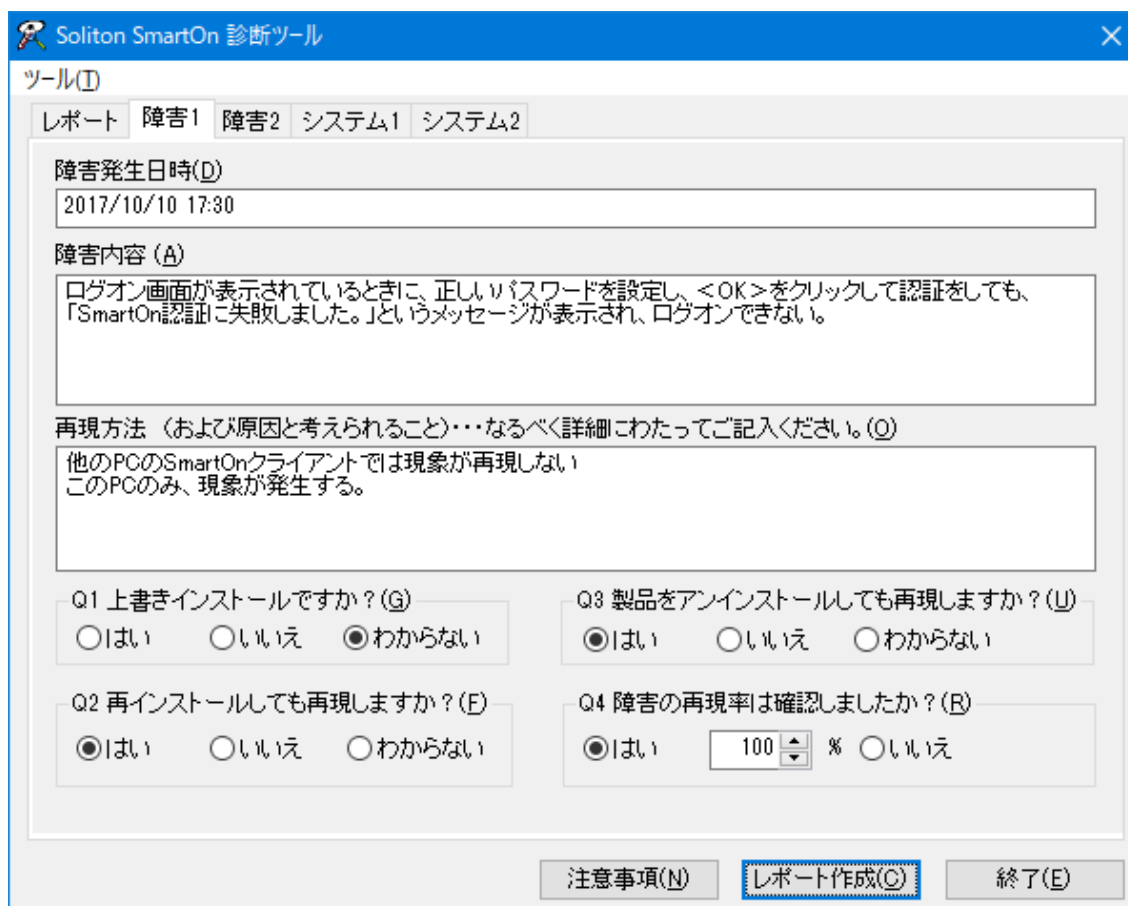 Soliton SmartOn 診断ツール
ツール(T)
レポート 障害1 障害2 システム1 システム2
障害発生日時(D)
2017/10/10 17:30
障害内容 (A)
ログオン画面が表示されているときに、正しいパスワードを設定し、<OK>をクリックして認証をしても、
「SmartOn認証に失敗しました。」というメッセージが表示され、ログオンできない。
再現方法 (および原因と考えられること)・・・なるべく詳細にわたってご記入ください。(O)
他のPCのSmartOnクライアントでは現象が再現しない
このPCのみ、現象が発生する。
Q1 上書きインストールですか?(G)
はい いいえ わからない
Q3 製品をアンインストールしても再現しますか?(U)
はい いいえ わからない
Q2 再インストールしても再現しますか?(F)
はい いいえ わからない
Q4 障害の再現率は確認しましたか?(R)
はい 100 % いいえ
注意事項(N) レポート作成(C) 終了(E)